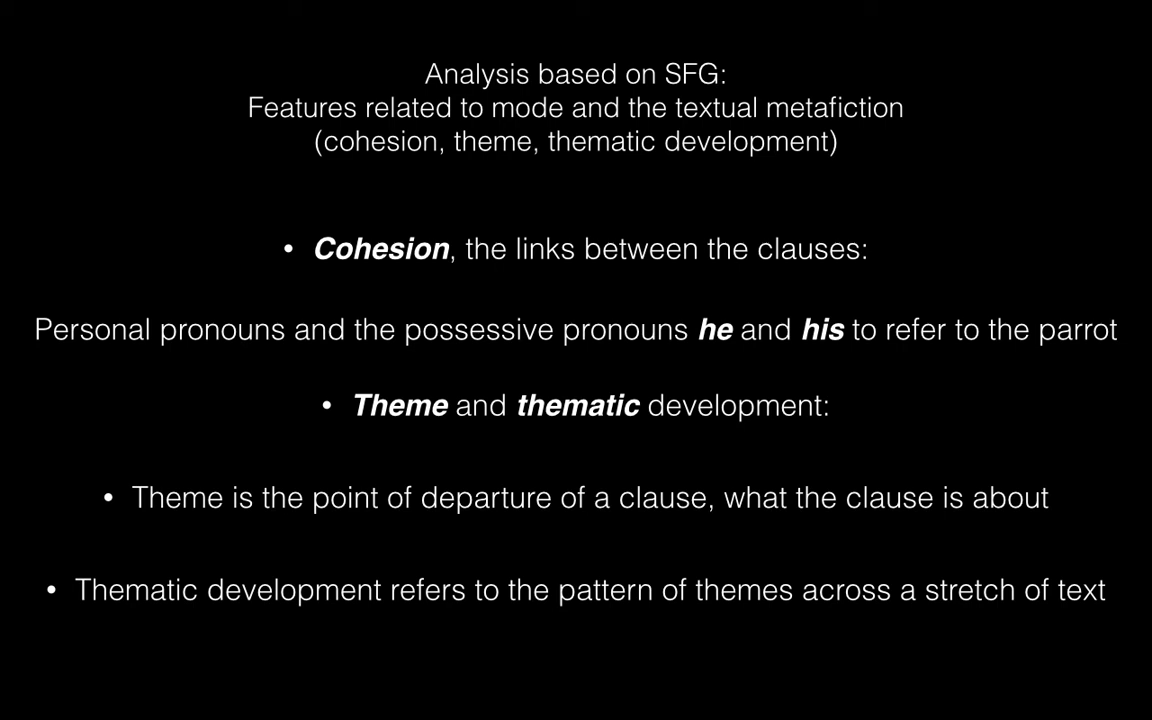 Analysis based on SFG:
Features related to mode and the textual metafiction
(cohesion, theme, thematic development)
• Cohesion, the links between the clauses:
Personal pronouns and the possessive pronouns he and his to refer to the parrot
• Theme and thematic development:
• Theme is the point of departure of a clause, what the clause is about
• Thematic development refers to the pattern of themes across a stretch of text